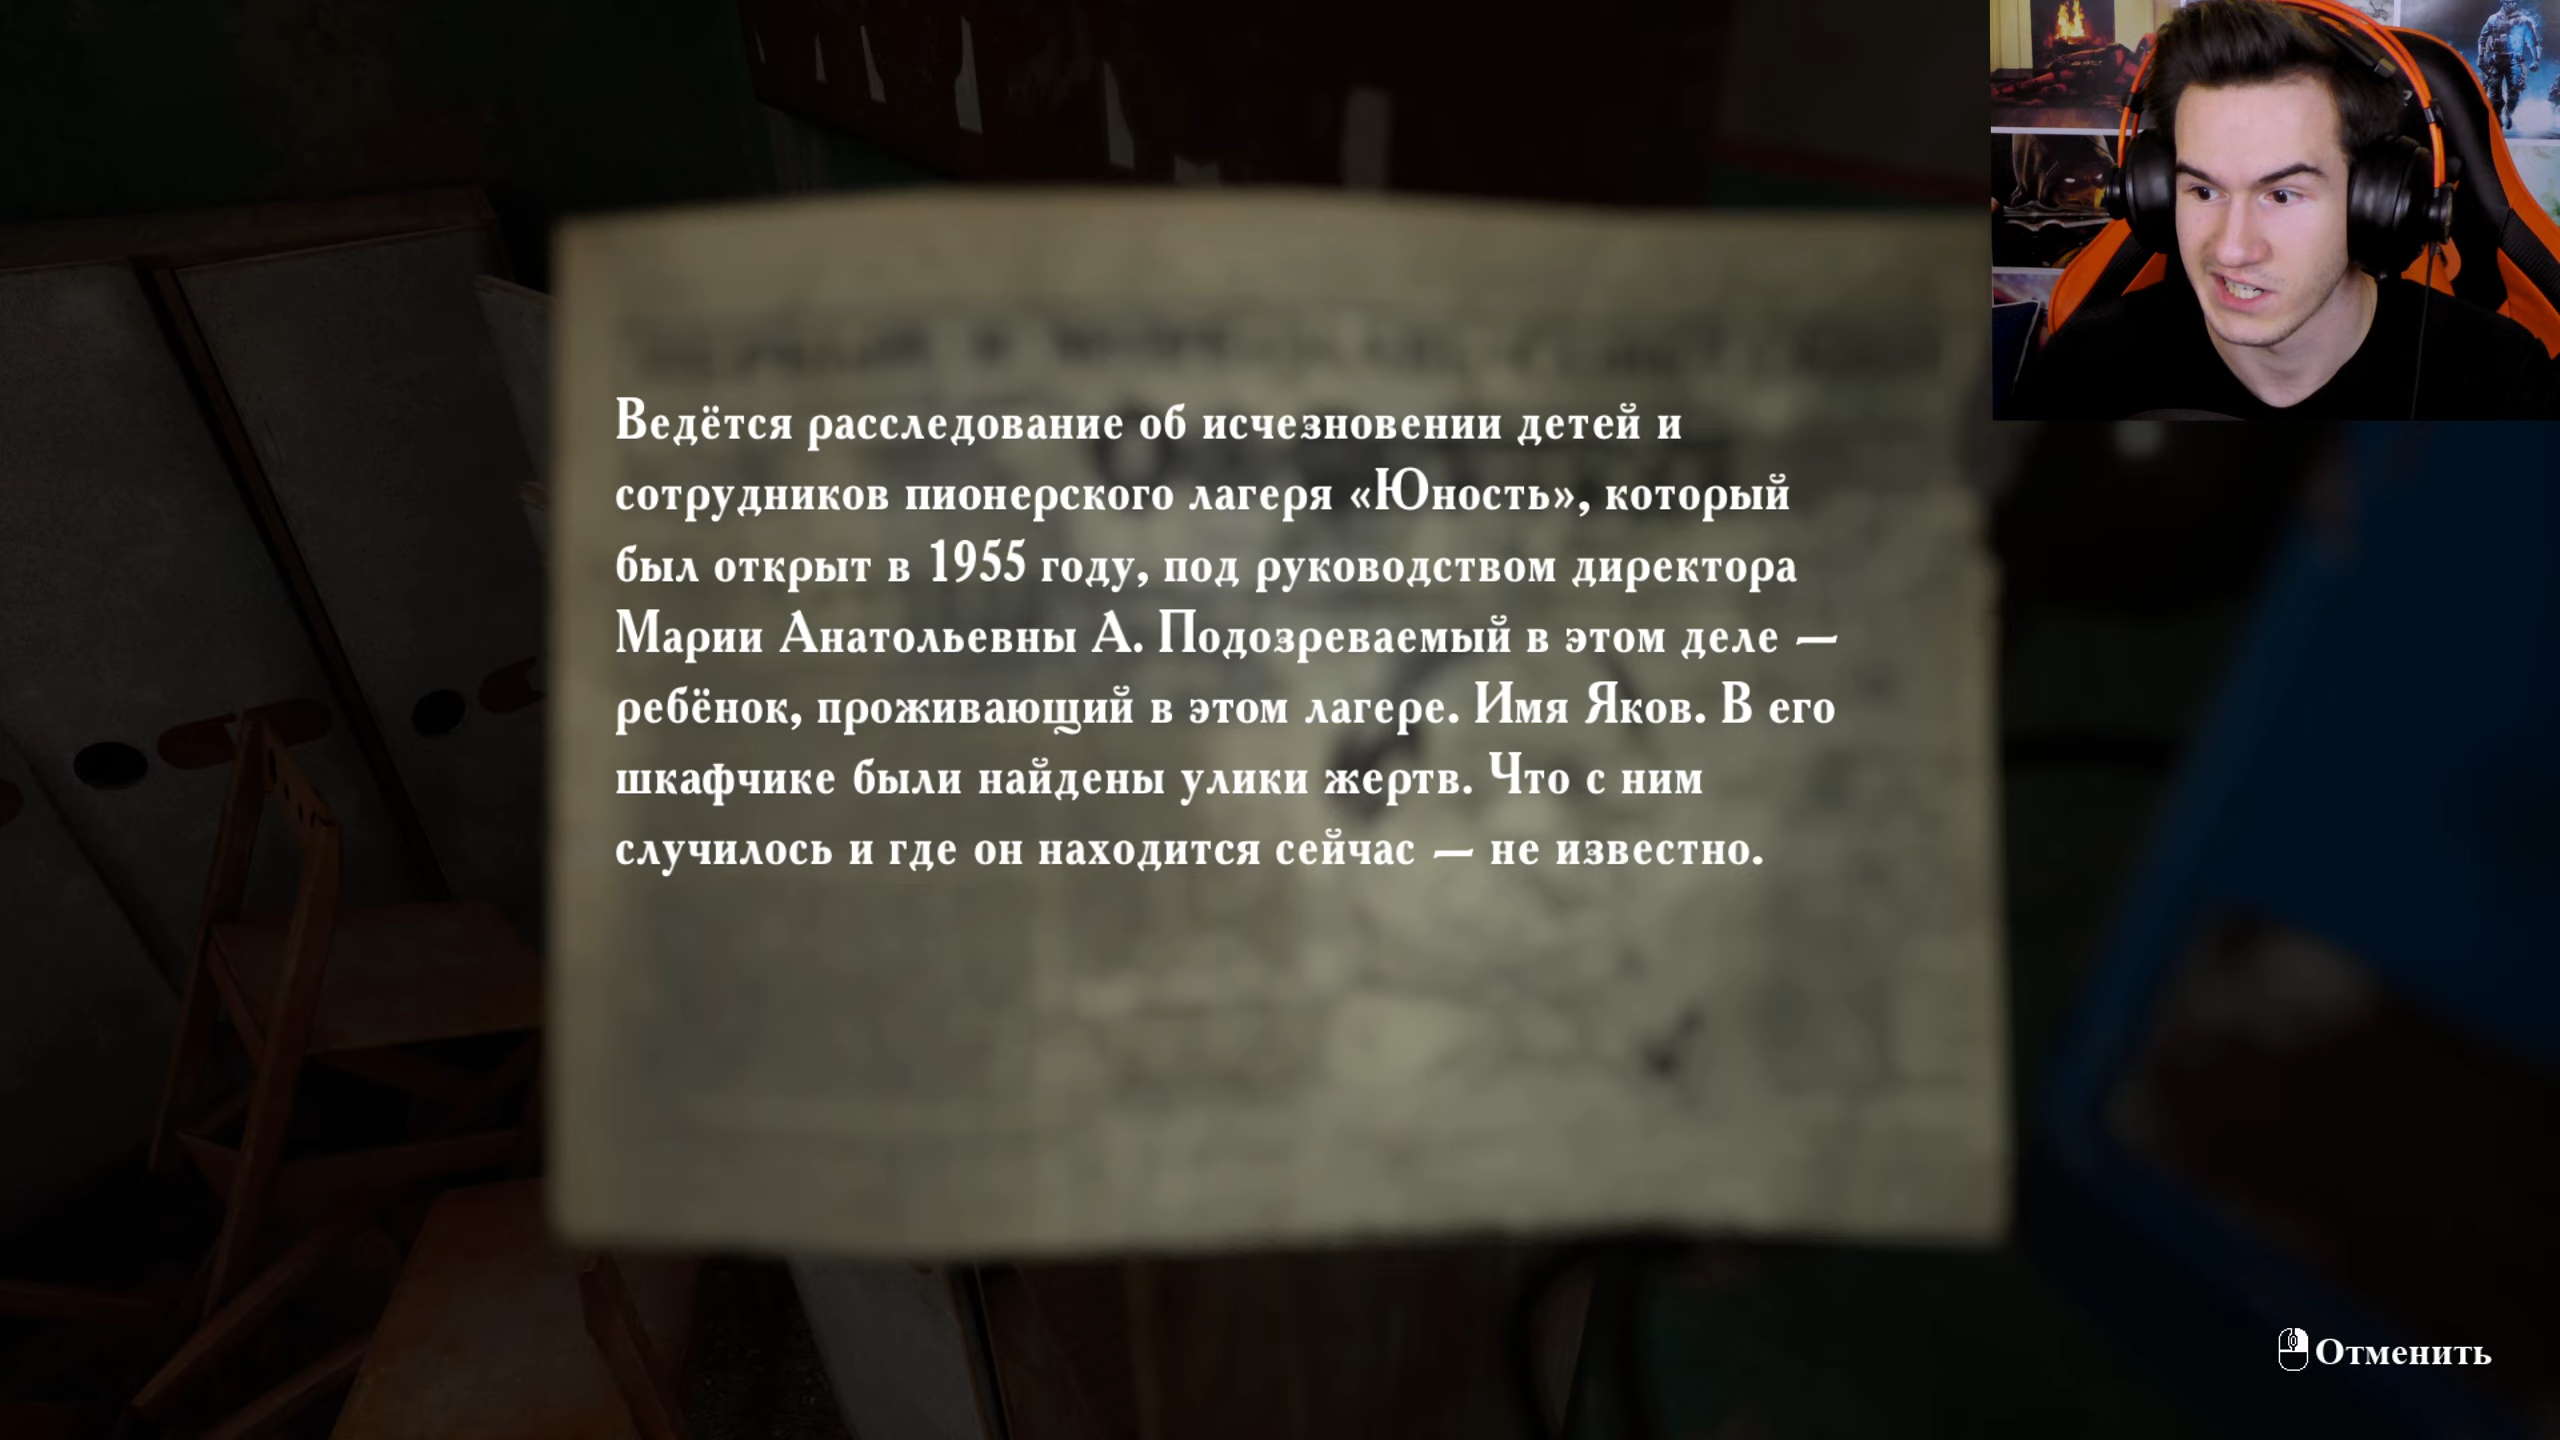 Ведётся расследование об исчезновении детей и
сотрудников пионерского лагеря «Юность», который
был открыт в 1955 году, под руководством директора
Марии Анатольевны А. Подозреваемый в этом деле —
ребёнок, проживающий в этом лагере. Имя Яков. В его
шкафчике были найдены улики жертв. Что с ним
случилось и где он находится сейчас — не известно.
Отменить